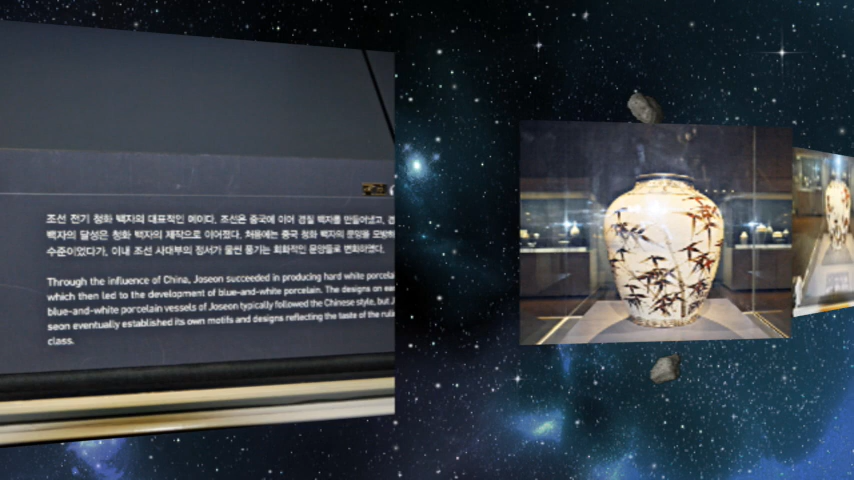 조선 전기 청화 백자의 대표적인 예이다. 조선은 중국에 이어 경질 백자를 만들어냈고,
백자의 달성은 청화 백자의 제작으로 이어졌다. 처음에는 중국 청화 백자의 문양을
수준이었다가, 이내 조선 사대부의 정서가 물씬 풍기는 회화적인 문양들로 변화하였다.
Through the influence of China, Joseon succeeded in producing hard white
which then led to the development of blue-and-white porcelain. The designs on
blue-and-white porcelain vessels of Joseon typically followed the Chinese style, but
seon eventually established its own motifs and designs reflecting the taste of the
class.